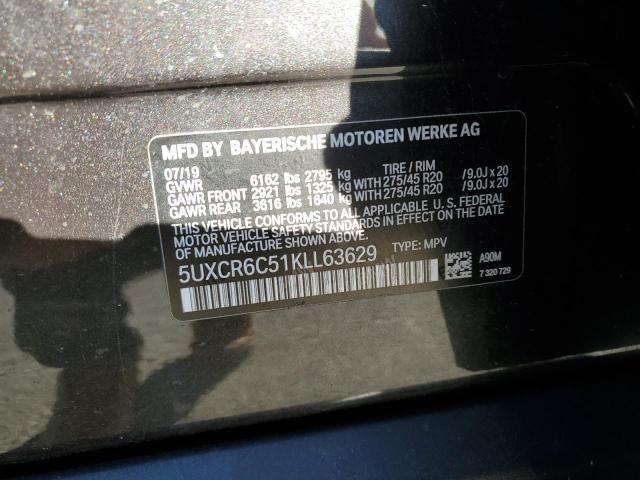 MFD BY BAYERISCHE MOTOREN WERKE AG
07/19 TIRE / RIM
GVWR 6162 lbs 2795 kg
GAWR FRONT 2921 lbs 1325 kg WITH 275/45 R20 /9.0J x 20
GAWR REAR 3616 lbs 1640 kg WITH 275/45 R20 /9.0J x 20
THIS VEHICLE CONFORMS TO ALL APPLICABLE U. S. FEDERAL
MOTOR VEHICLE SAFETY STANDARDS IN EFFECT ON THE DATE
OF MANUFACTURE SHOWN ABOVE.
5UXCR6C51KLL63629 TYPE: MPV
A90M
7 320 729